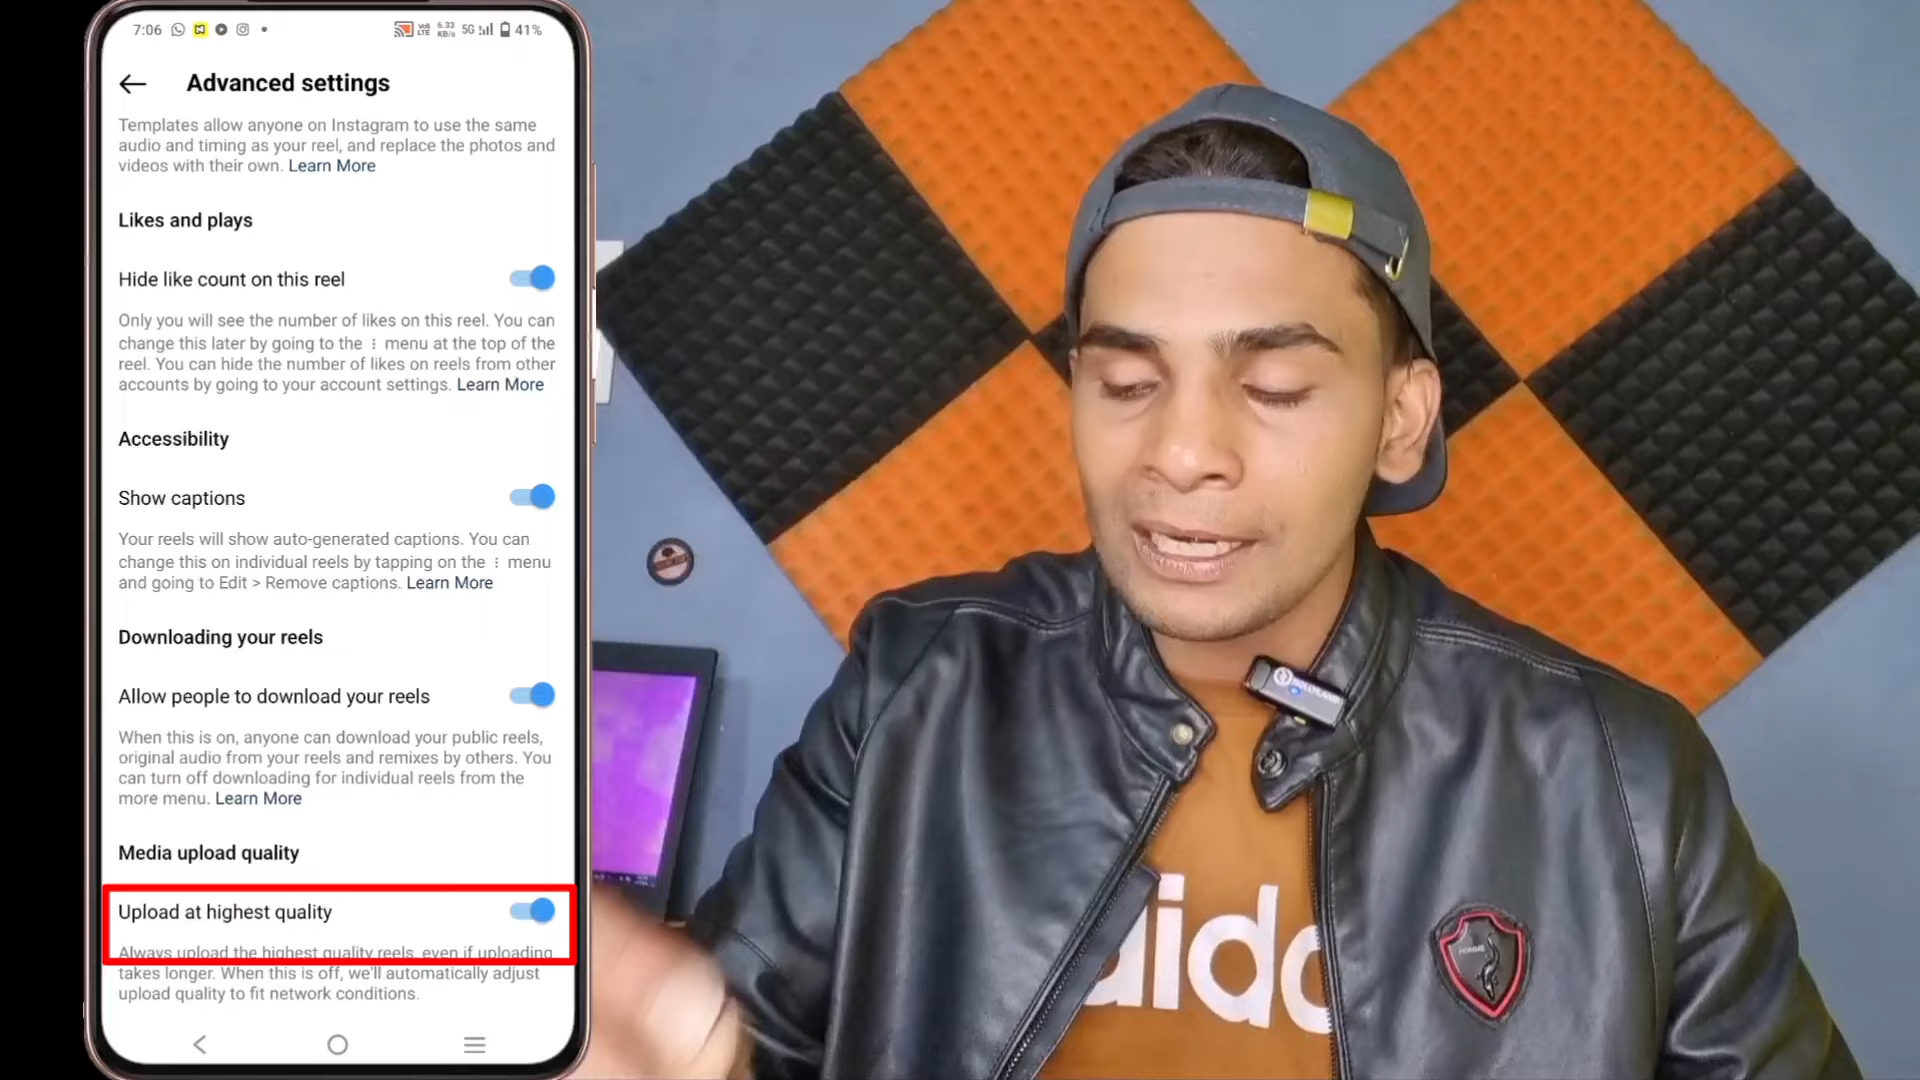 7:06
Vo)
LTE
6.33
KB/s
5G
41%
Advanced settings
Templates allow anyone on Instagram to use the same
audio and timing as your reel, and replace the photos and
videos with their own. Learn More
Likes and plays
Hide like count on this reel
Only you will see the number of likes on this reel. You can
change this later by going to the ⋮ menu at the top of the
reel. You can hide the number of likes on reels from other
accounts by going to your account settings. Learn More
Accessibility
Show captions
Your reels will show auto-generated captions. You can
change this on individual reels by tapping on the ⋮ menu
and going to Edit > Remove captions. Learn More
Downloading your reels
Allow people to download your reels
When this is on, anyone can download your public reels,
original audio from your reels and remixes by others. You
can turn off downloading for individual reels from the
more menu. Learn More
Media upload quality
Upload at highest quality
Always upload the highest quality reels, even if uploading
takes longer. When this is off, we'll automatically adjust
upload quality to fit network conditions.
HOLLYLAND
adida